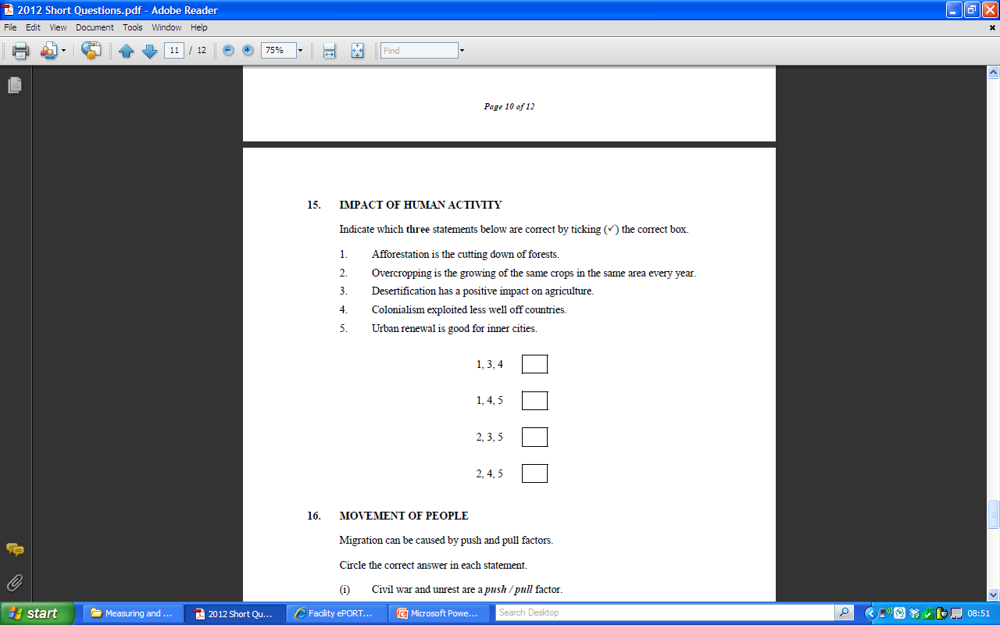 2012 Short Questions.pdf - Adobe Reader
File Edit View Document Tools Window Help
11 / 12 75% Find
Page 10 of 12
15. IMPACT OF HUMAN ACTIVITY
Indicate which three statements below are correct by ticking (✓) the correct box.
1. Afforestation is the cutting down of forests.
2. Overcropping is the growing of the same crops in the same area every year.
3. Desertification has a positive impact on agriculture.
4. Colonialism exploited less well off countries.
5. Urban renewal is good for inner cities.
1, 3, 4
1, 4, 5
2, 3, 5
2, 4, 5
16. MOVEMENT OF PEOPLE
Migration can be caused by push and pull factors.
Circle the correct answer in each statement.
(i) Civil war and unrest are a push / pull factor.
start Measuring and ... 2012 Short Qu... Facility ePORT... Microsoft Powe... Search Desktop 08:51